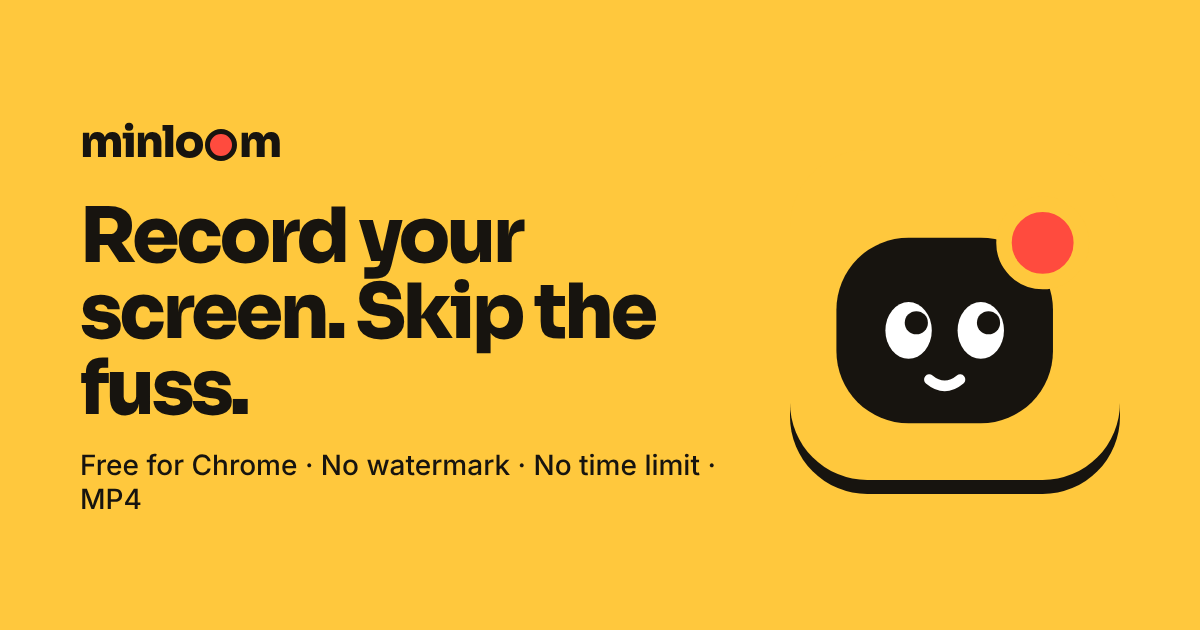 minloom
Record your
screen. Skip the
fuss.
Free for Chrome · No watermark · No time limit ·
MP4